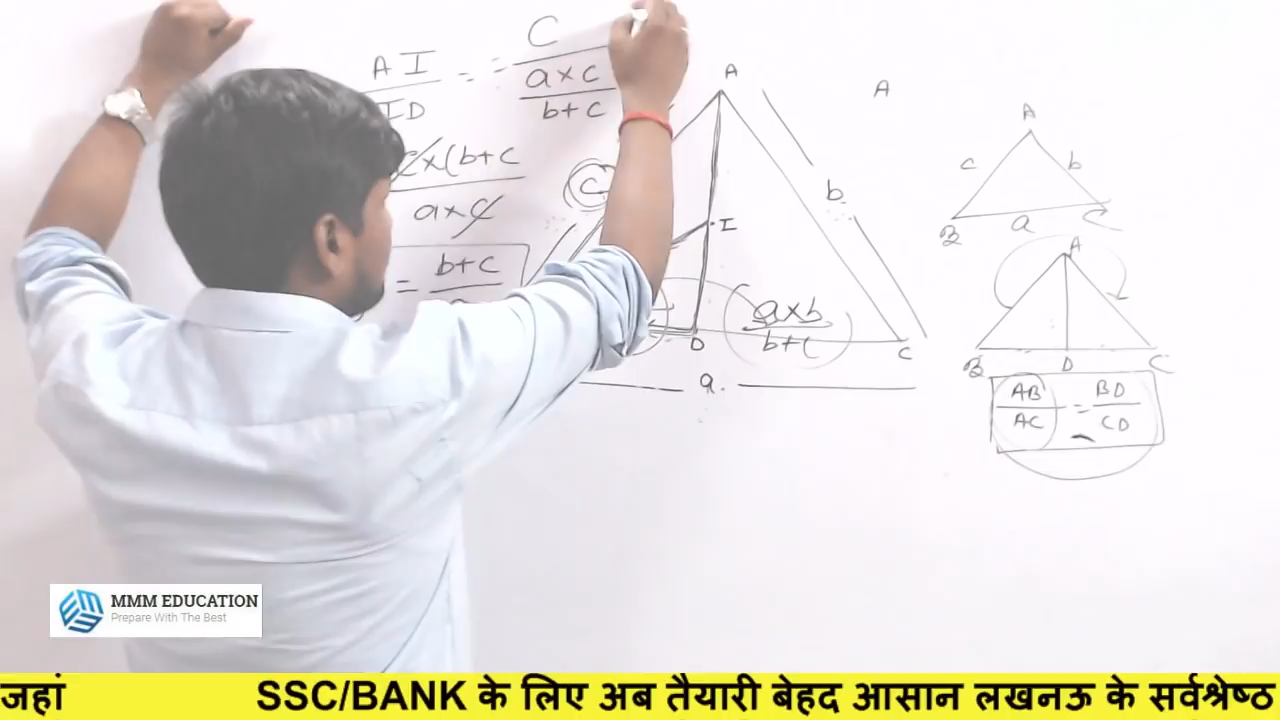 AI / ID = = C / (a×c / b+c)
¢×(b+c / a×¢
= b+c
C
A
I
b
D
a×b / b+C
C
a.
A
A
c
b
B
a
C
A
B
D
C
AB / AC = BD / CD
MMM EDUCATION
Prepare With The Best
जहां
SSC/BANK के लिए अब तैयारी बेहद आसान लखनऊ के सर्वश्रेष्ठ